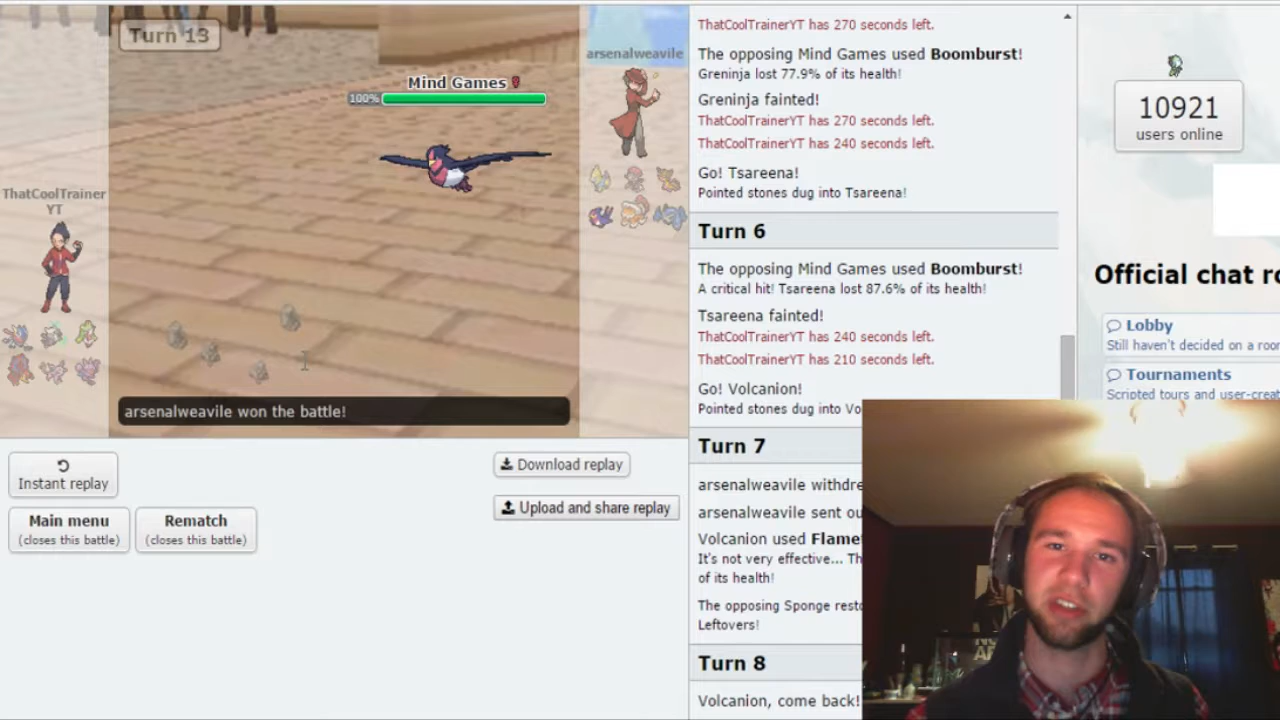 Turn 13
Mind Games
100%
arsenalweavile
ThatCoolTrainer
YT
arsenalweavile won the battle!
Instant replay
Download replay
Main menu
(closes this battle)
Rematch
(closes this battle)
Upload and share replay
ThatCoolTrainerYT has 270 seconds left.
The opposing Mind Games used Boomburst!
Greninja lost 77.9% of its health!
Greninja fainted!
ThatCoolTrainerYT has 270 seconds left.
ThatCoolTrainerYT has 240 seconds left.
Go! Tsareena!
Pointed stones dug into Tsareena!
Turn 6
The opposing Mind Games used Boomburst!
A critical hit! Tsareena lost 87.6% of its health!
Tsareena fainted!
ThatCoolTrainerYT has 240 seconds left.
ThatCoolTrainerYT has 210 seconds left.
Go! Volcanion!
Pointed stones dug into Vo
Turn 7
arsenalweavile withdre
arsenalweavile sent ou
Volcanion used Flame
It's not very effective... Th
of its health!
The opposing Sponge resto
Leftovers!
Turn 8
Volcanion, come back!
10921
users online
Official chat ro
Lobby
Still haven't decided on a room
Tournaments
Scripted tours and user-creat